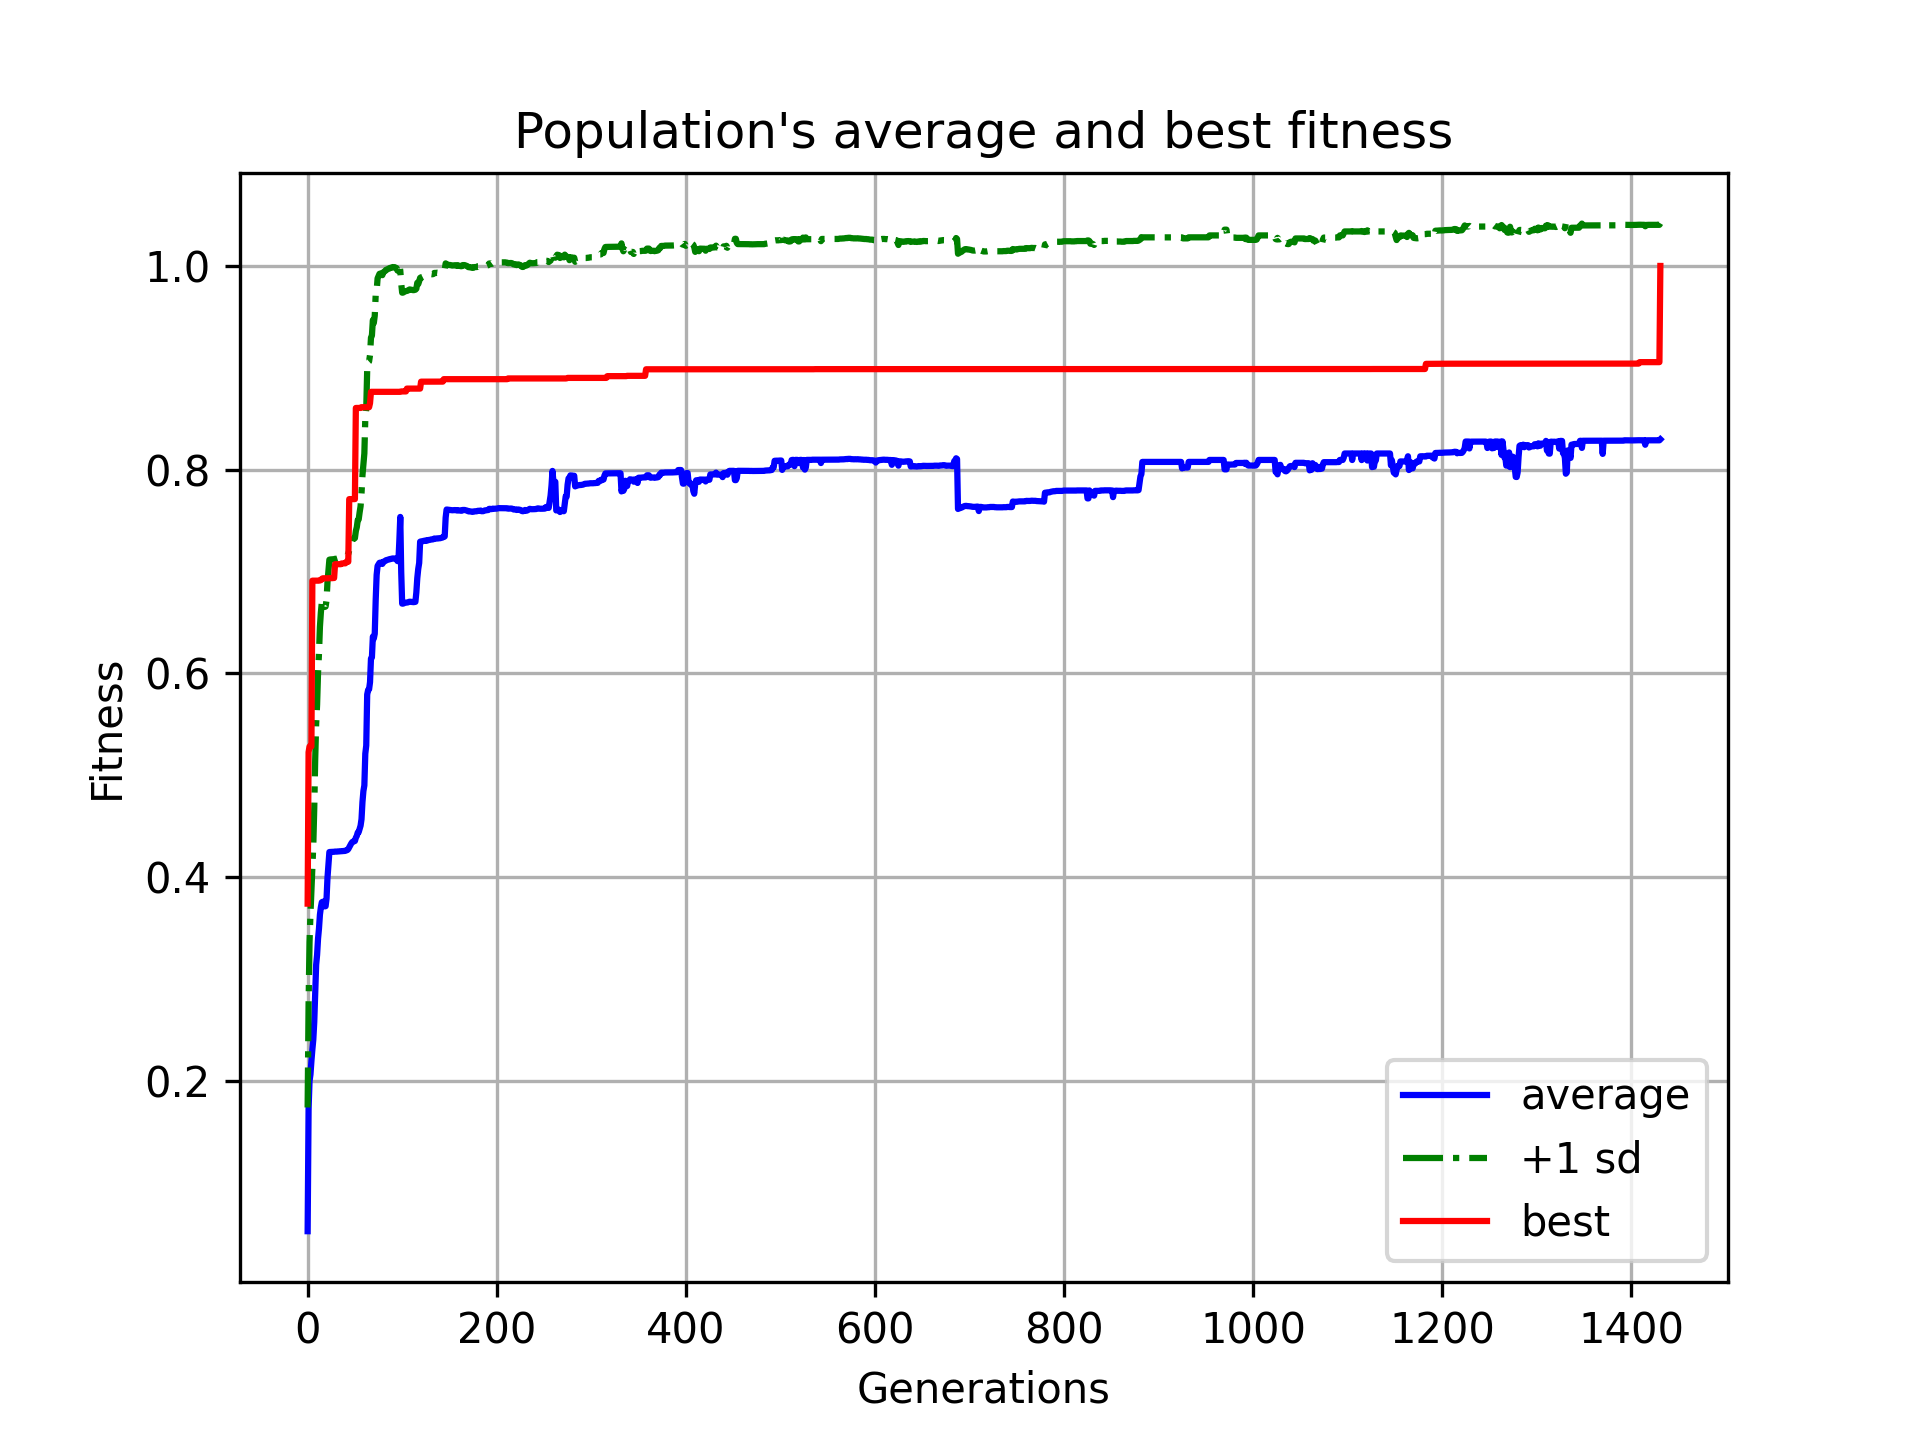 Population's average and best fitness
1.0
0.8
0.6
0.4
0.2
Fitness
average
+1 sd
best
0 200 400 600 800 1000 1200 1400
Generations